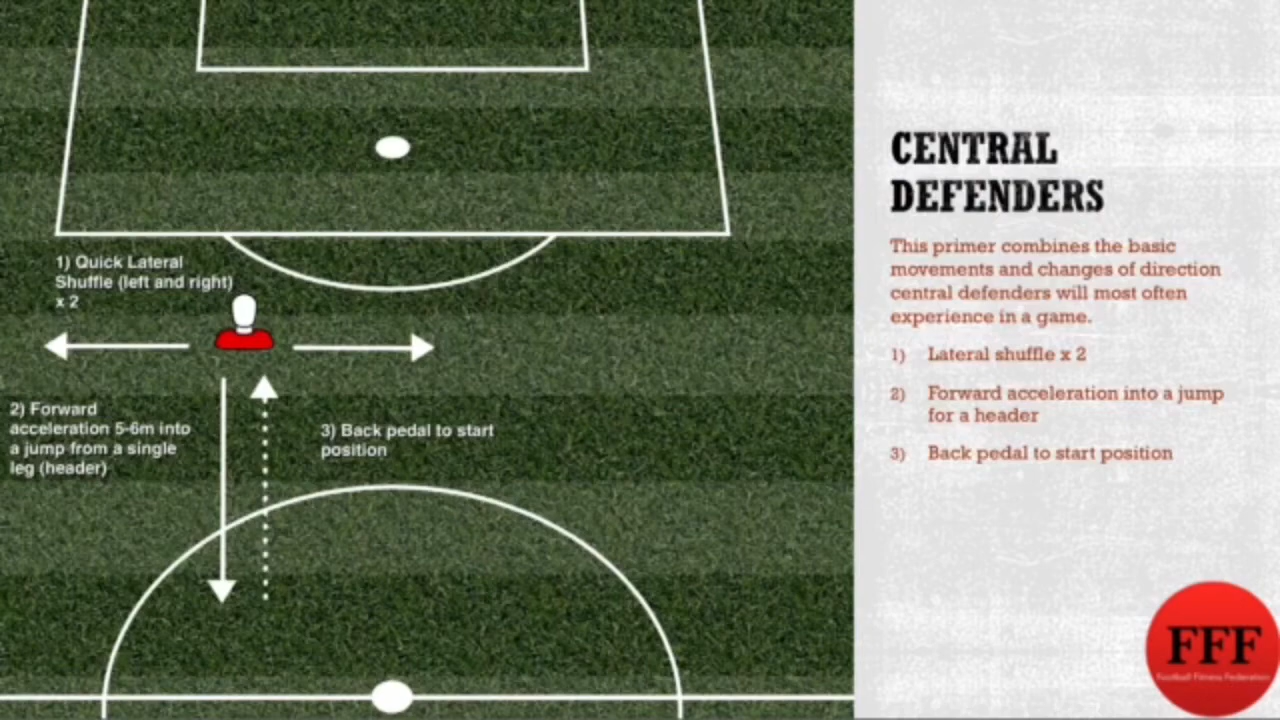 1) Quick Lateral
Shuffle (left and right)
x 2
2) Forward
acceleration 5-6m into
a jump from a single
leg (header)
3) Back pedal to start
position
CENTRAL
DEFENDERS
This primer combines the basic
movements and changes of direction
central defenders will most often
experience in a game.
1) Lateral shuffle x 2
2) Forward acceleration into a jump
for a header
3) Back pedal to start position
FFF
Football Fitness Federation